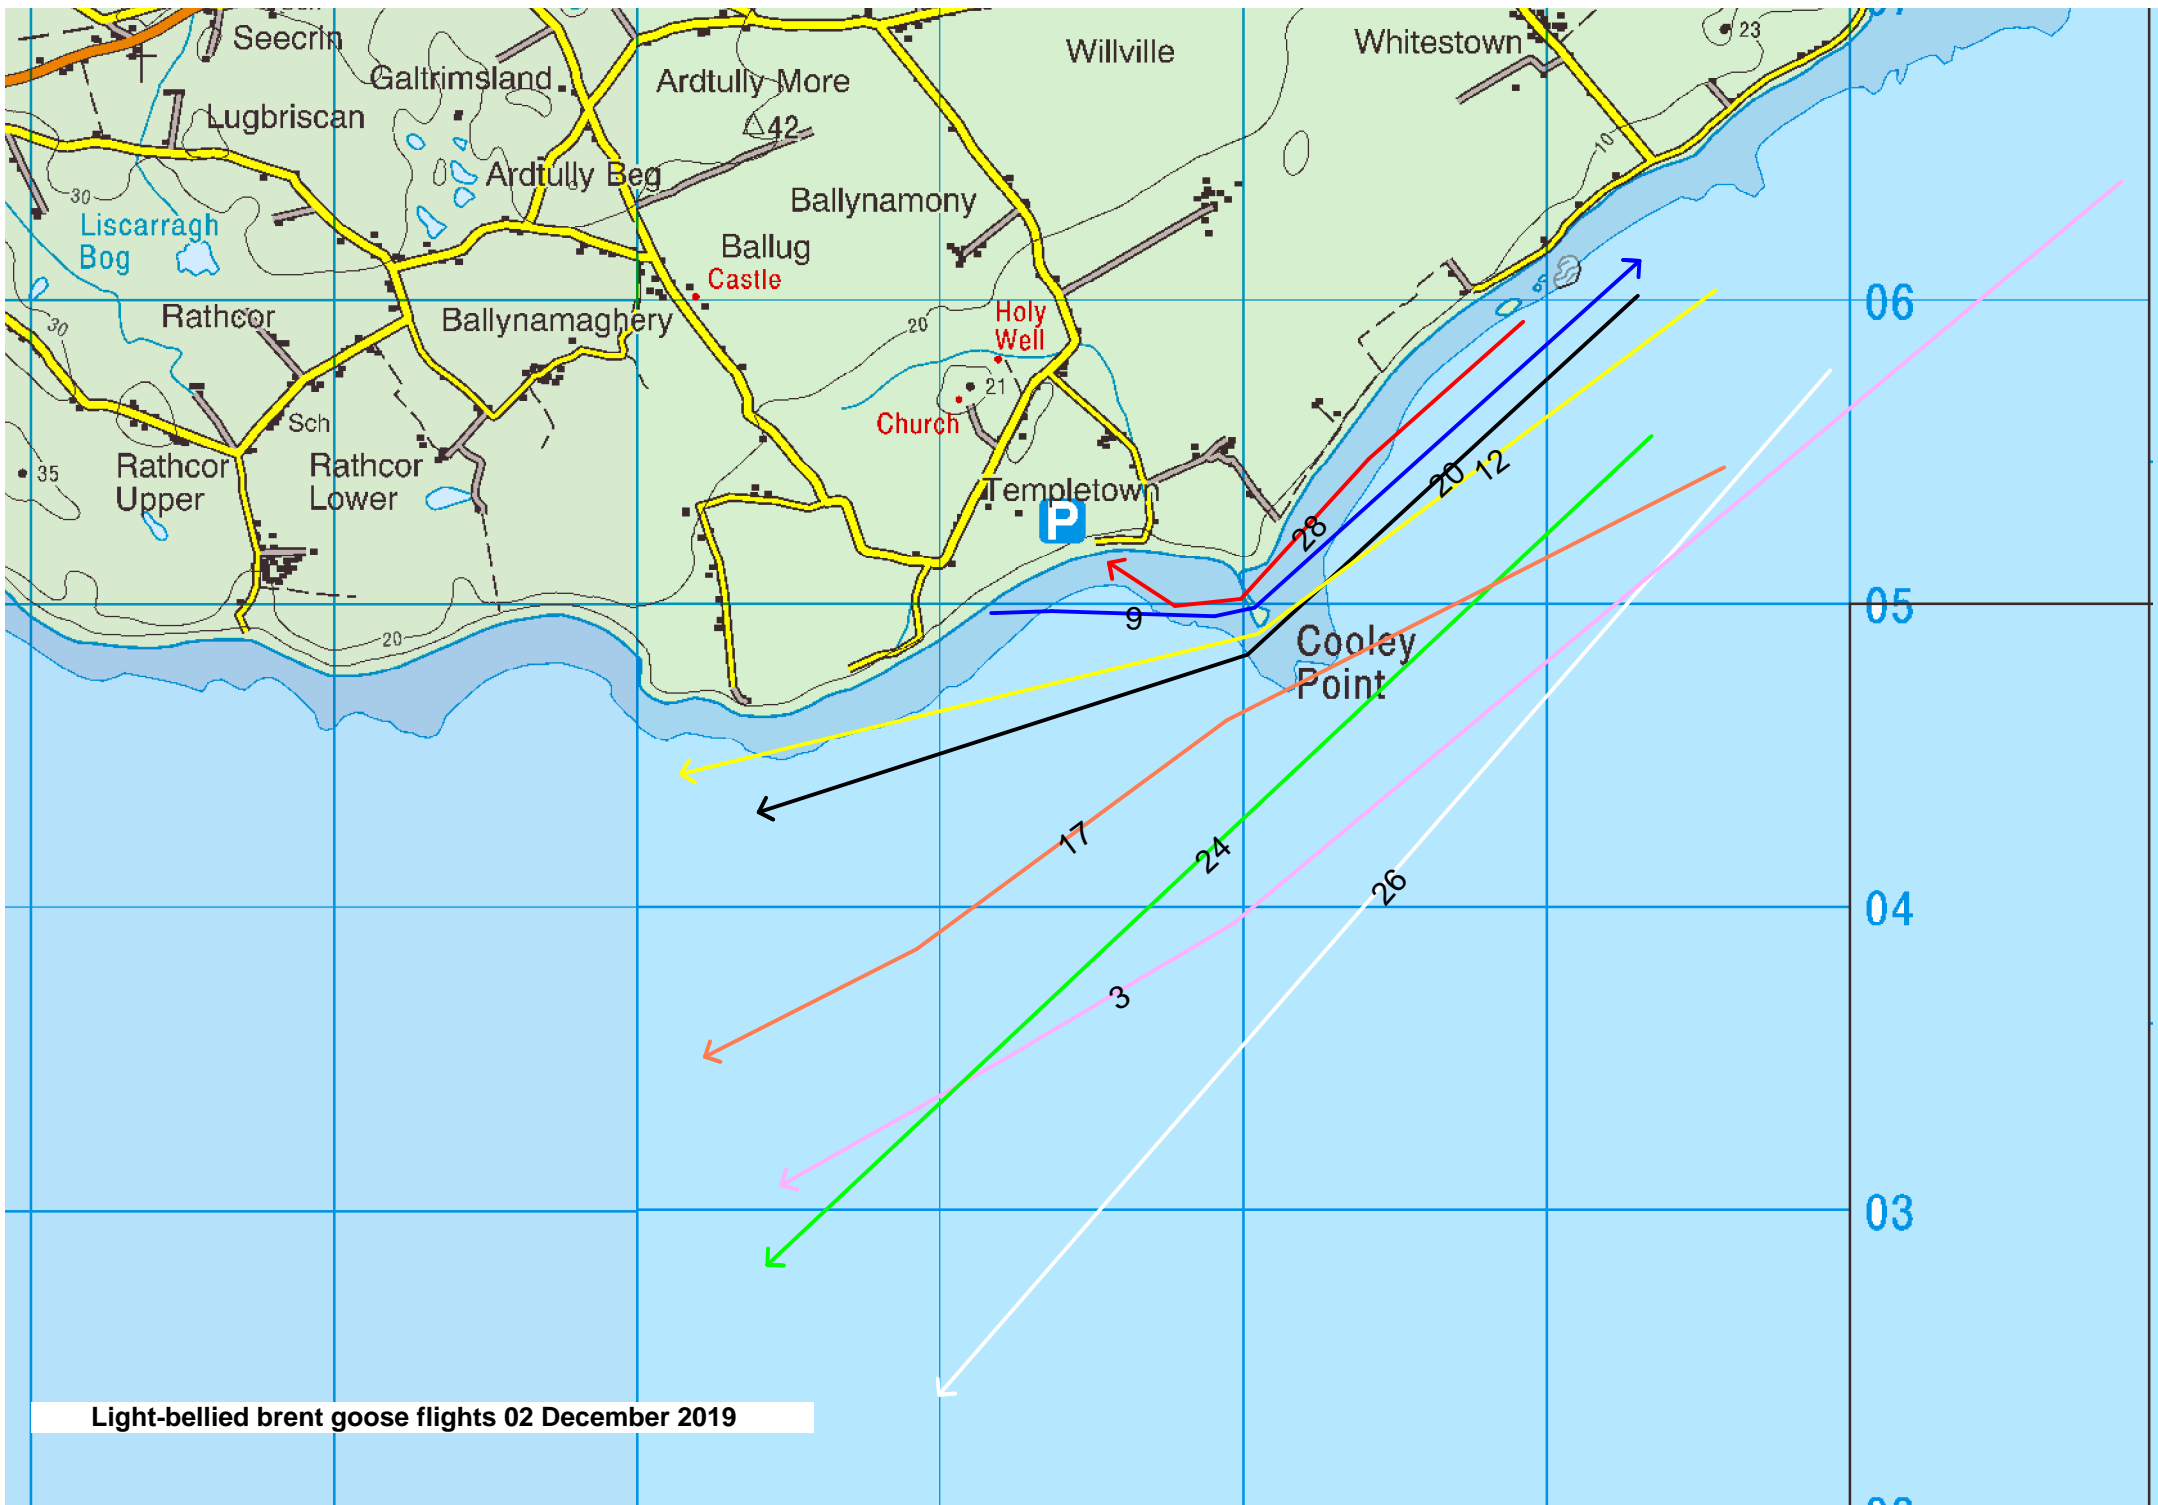 Seecrin
Galtrimsland
Lugbriscan
Ardtully More
42
Willville
Whitestown
23
10
30
Liscarragh
Bog
Ardtully Beg
Ballynamony
Ballug
Castle
Rathcor
30
Ballynamaghery
20
Holy
Well
06
21
Church
Sch
35
Rathcor
Upper
Rathcor
Lower
Templetown
P
28
20
12
9
05
20
Cooley
Point
17
24
26
04
3
03
Light-bellied brent goose flights 02 December 2019